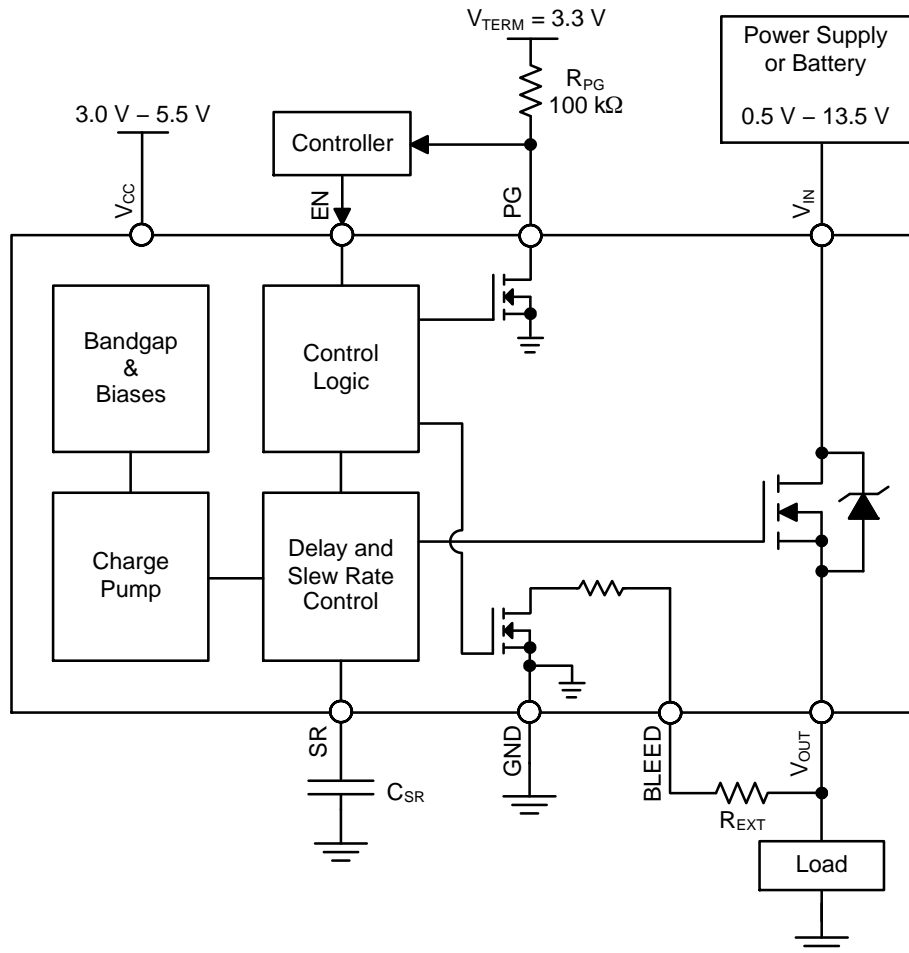 V_TERM = 3.3 V
Power Supply
or Battery
0.5 V – 13.5 V
R_PG
100 kΩ
3.0 V – 5.5 V
Controller
V_CC
EN
PG
V_IN
Bandgap
&
Biases
Control
Logic
Charge
Pump
Delay and
Slew Rate
Control
SR
GND
BLEED
V_OUT
C_SR
R_EXT
Load